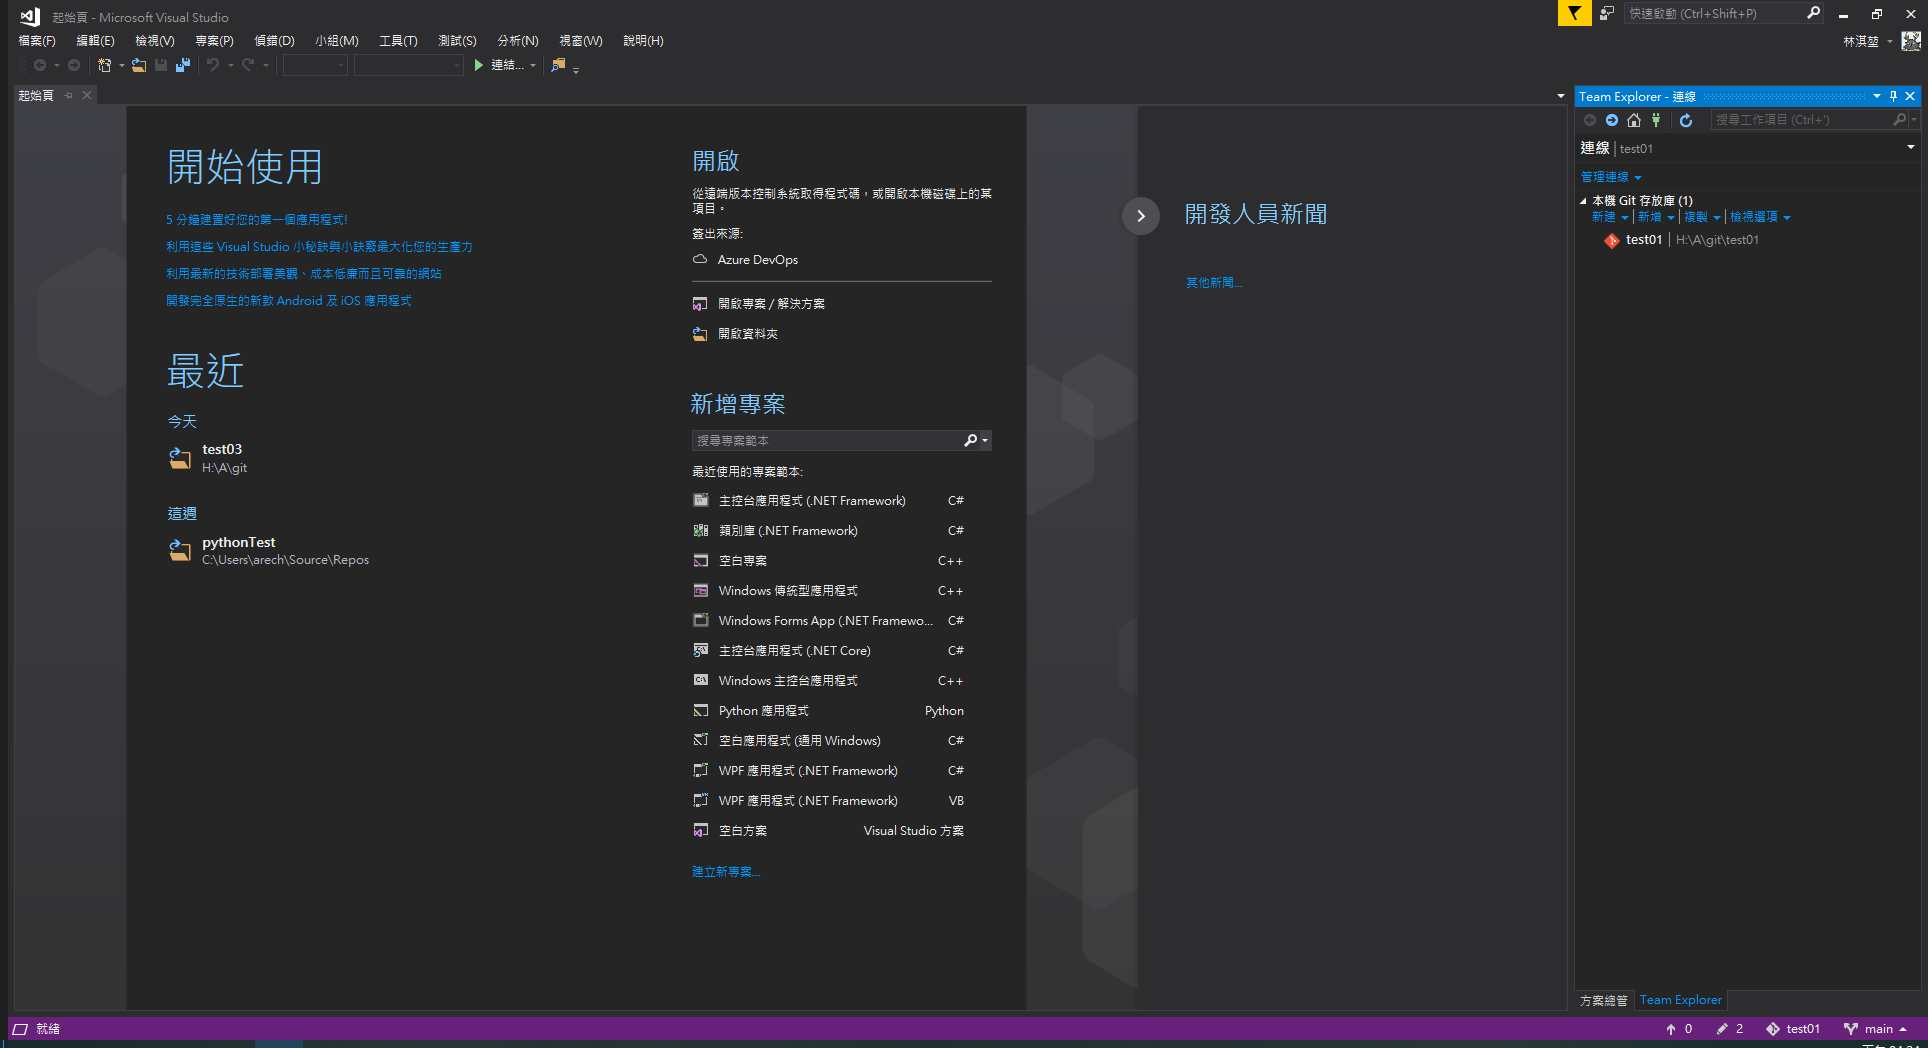 起始頁 - Microsoft Visual Studio
快速啟動 (Ctrl+Shift+P)
檔案(F) 編輯(E) 檢視(V) 專案(P) 偵錯(D) 小組(M) 工具(T) 測試(S) 分析(N) 視窗(W) 說明(H)
林淇堃
連結...
起始頁
開始使用
5 分鐘建置好您的第一個應用程式!
利用這些 Visual Studio 小秘訣與小訣竅最大化您的生產力
利用最新的技術部署美觀、成本低廉而且可靠的網站
開發完全原生的新款 Android 及 iOS 應用程式
最近
今天
test03
H:\A\git
這週
pythonTest
C:\Users\arech\Source\Repos
開啟
從遠端版本控制系統取得程式碼，或開啟本機磁碟上的某
項目。
簽出來源:
Azure DevOps
開啟專案 / 解決方案
開啟資料夾
新增專案
搜尋專案範本
最近使用的專案範本:
主控台應用程式 (.NET Framework) C#
類別庫 (.NET Framework) C#
空白專案 C++
Windows 傳統型應用程式 C++
Windows Forms App (.NET Framewo... C#
主控台應用程式 (.NET Core) C#
Windows 主控台應用程式 C++
Python 應用程式 Python
空白應用程式 (通用 Windows) C#
WPF 應用程式 (.NET Framework) C#
WPF 應用程式 (.NET Framework) VB
空白方案 Visual Studio 方案
建立新專案...
開發人員新聞
其他新聞...
Team Explorer - 連線
搜尋工作項目 (Ctrl+')
連線 | test01
管理連線
本機 Git 存放庫 (1)
新建 | 新增 | 複製 | 檢視選項
test01 | H:\A\git\test01
方案總管 Team Explorer
就緒
0 2 test01 main